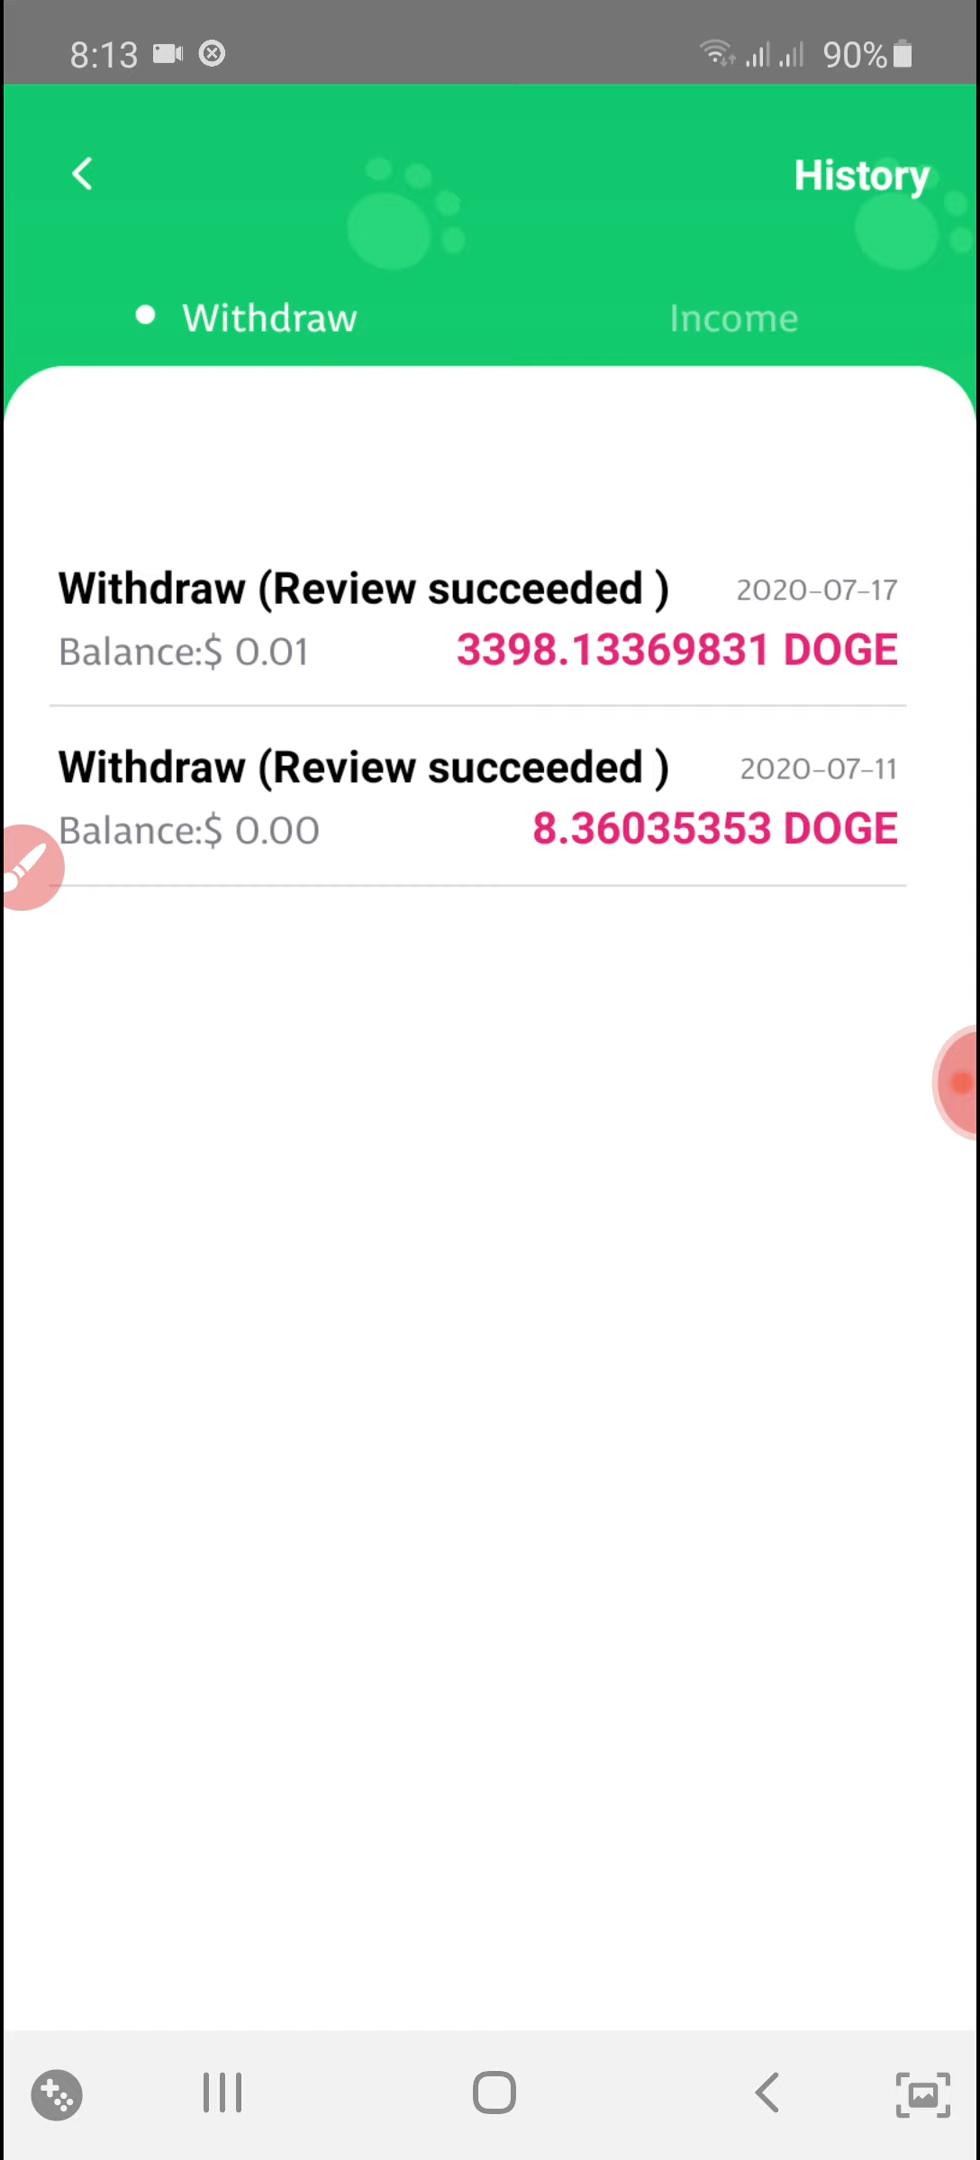 8:13 90%
History
Withdraw Income
Withdraw (Review succeeded ) 2020-07-17
Balance:$ 0.01 3398.13369831 DOGE
Withdraw (Review succeeded ) 2020-07-11
Balance:$ 0.00 8.36035353 DOGE